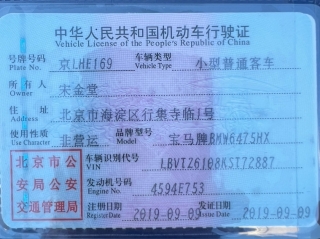 中华人民共和国机动车行驶证
Vehicle License of the People's Republic of China
号牌号码 京LHE169 车辆类型 小型普通客车
Plate No. Vehicle Type
所有人 宋金堂
Owner
住址 北京市海淀区行集寺临1号
Address
使用性质 非营运 品牌型号 宝马牌BMW6475HX
Use Character Model
北京市公 车辆识别代号 LBVTZ6108KST72887
VIN
安局公安 发动机号码 4594E753
Engine No.
交通管理局 注册日期 2019-09-09 发证日期 2019-09-09
Register Date Issue Date